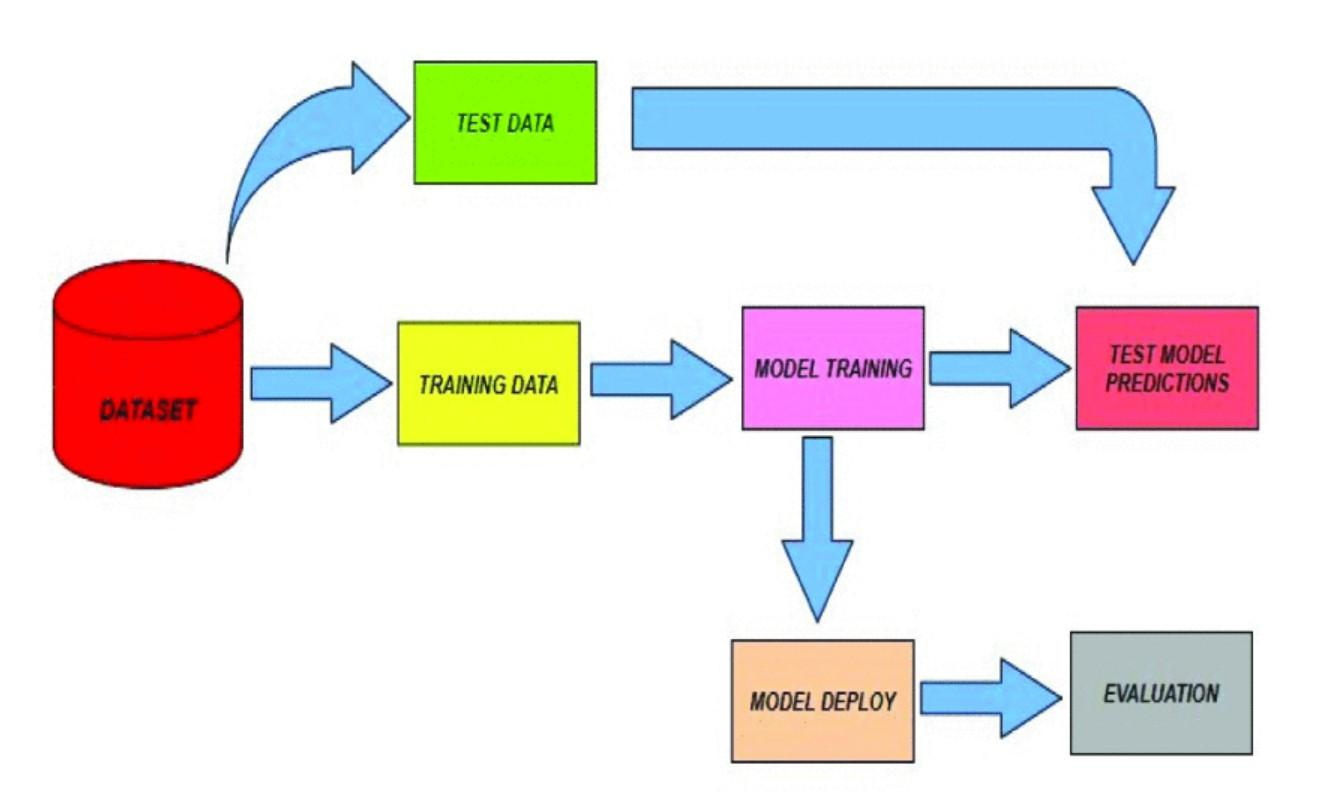 TEST DATA
DATASET
TRAINING DATA
MODEL TRAINING
TEST MODEL
PREDICTIONS
MODEL DEPLOY
EVALUATION